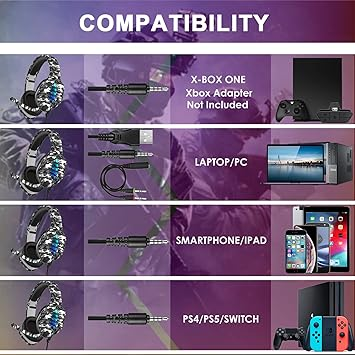 COMPATIBILITY
X-BOX ONE
Xbox Adapter
Not Included
LAPTOP/PC
SMARTPHONE/IPAD
PS4/PS5/SWITCH